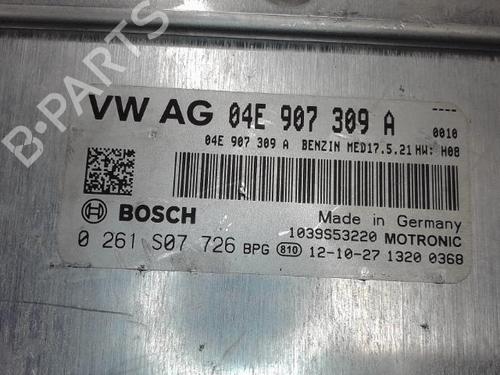 B-PARTS
VW AG 04E 907 309 A ---- 0010
04E 907 309 A BENZIN MED17.5.21 HW: H08
BOSCH
Made in Germany
1039S53220 MOTRONIC
0 261 S07 726 BPG 810 12-10-27 1320 0368